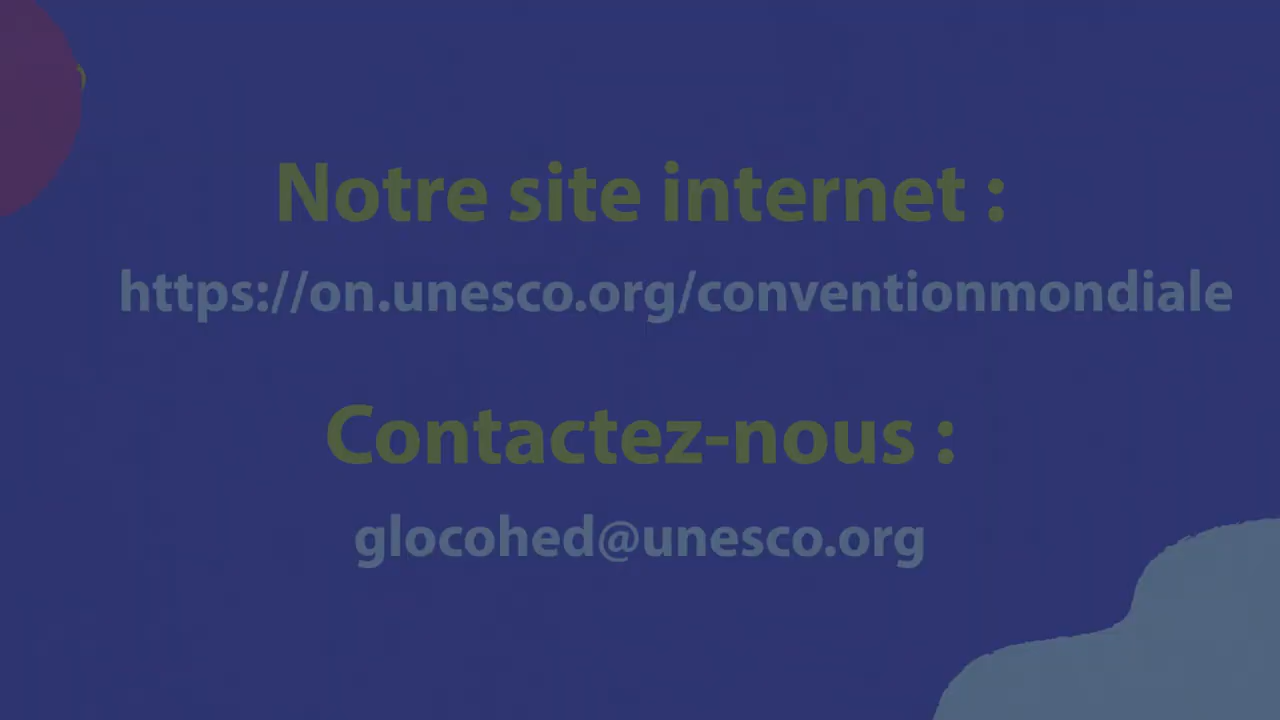 Notre site internet :
https://on.unesco.org/conventionmondiale
Contactez-nous :
glocohed@unesco.org